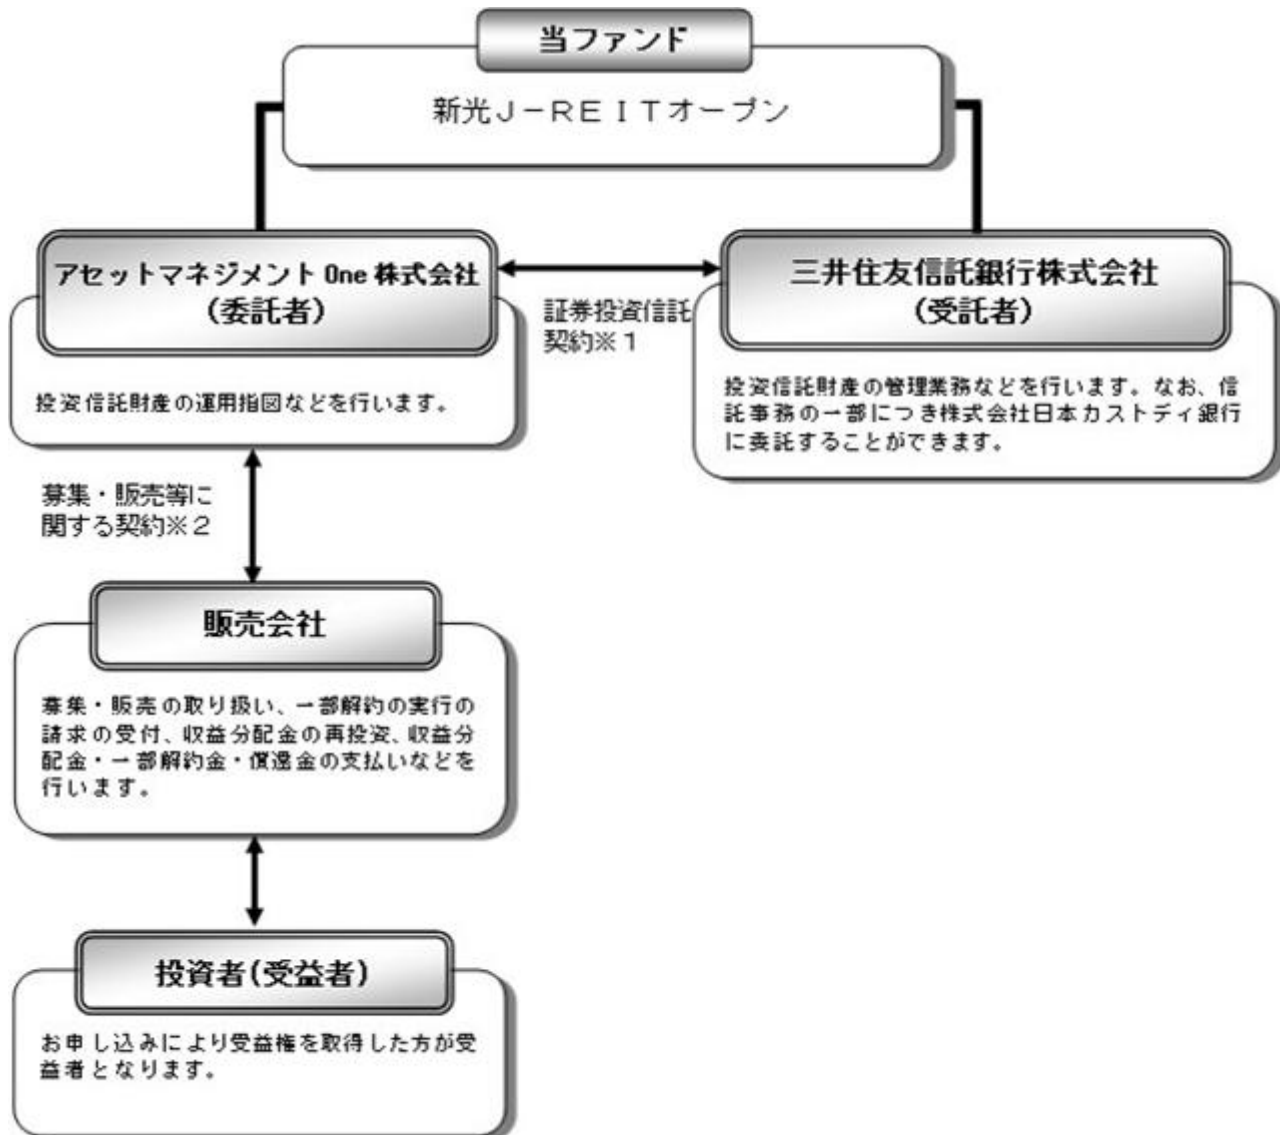 当ファンド
新光J－REITオープン
アセットマネジメント One 株式会社
(委託者)
投資信託財産の運用指図などを行います。
証券投資信託
契約※1
三井住友信託銀行株式会社
(受託者)
投資信託財産の管理業務などを行います。なお、信
託事務の一部につき株式会社日本カストディ銀行
に委託することができます。
募集・販売等に
関する契約※2
販売会社
募集・販売の取り扱い、一部解約の実行の
請求の受付、収益分配金の再投資、収益分
配金・一部解約金・償還金の支払いなどを
行います。
投資者(受益者)
お申し込みにより受益権を取得した方が受
益者となります。